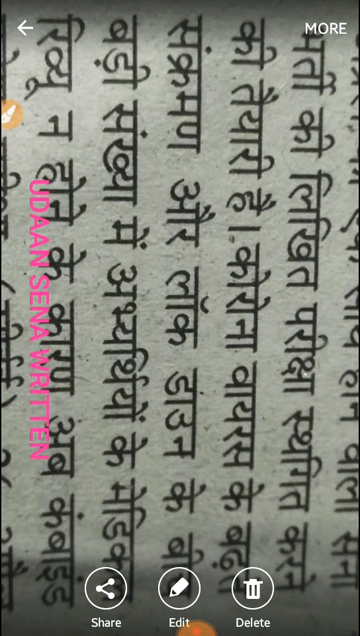 MORE
होने वाली सेना
भर्ती की लिखित परीक्षा स्थगित करने
की तैयारी है। कोरोना वायरस के बढ़ते
संक्रमण और लॉक डाउन के बीच
बड़ी संख्या में अभ्यर्थियों के मेडिकल
रिव्यू न होने के कारण अब कंबाइंड
UDAAN SENA WRITTEN
Share Edit Delete